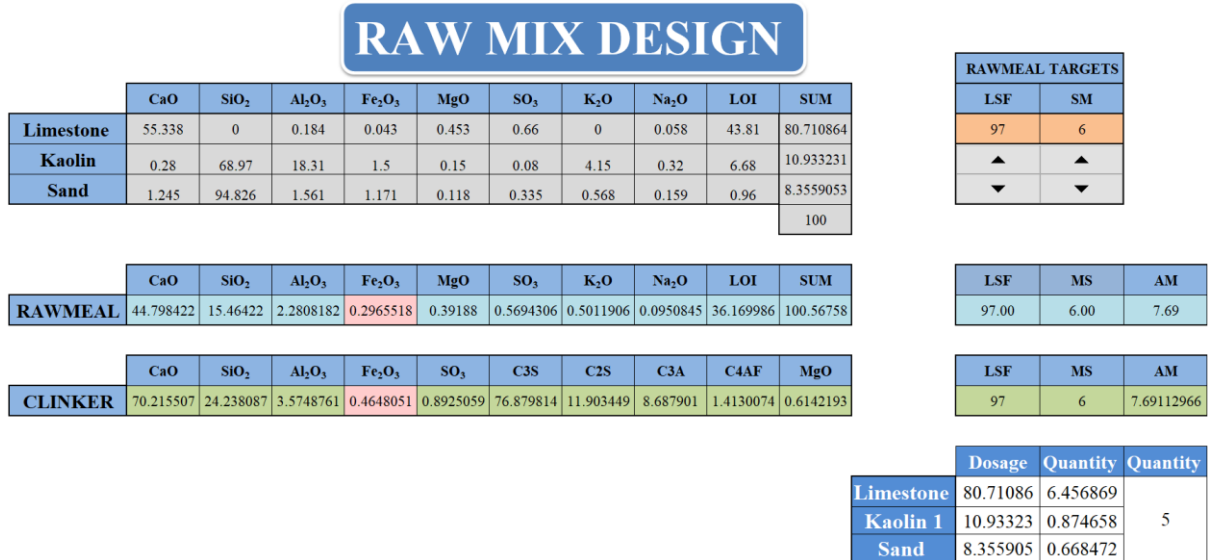 RAW MIX DESIGN
RAWMEAL TARGETS
CaO SiO₂ Al₂O₃ Fe₂O₃ MgO SO₃ K₂O Na₂O LOI SUM LSF SM
Limestone 55.338 0 0.184 0.043 0.453 0.66 0 0.058 43.81 80.710864 97 6
Kaolin 0.28 68.97 18.31 1.5 0.15 0.08 4.15 0.32 6.68 10.933231
Sand 1.245 94.826 1.561 1.171 0.118 0.335 0.568 0.159 0.96 8.3559053
100
CaO SiO₂ Al₂O₃ Fe₂O₃ MgO SO₃ K₂O Na₂O LOI SUM LSF MS AM
RAWMEAL 44.798422 15.46422 2.2808182 0.2965518 0.39188 0.5694306 0.5011906 0.0950845 36.169986 100.56758 97.00 6.00 7.69
CaO SiO₂ Al₂O₃ Fe₂O₃ SO₃ C3S C2S C3A C4AF MgO LSF MS AM
CLINKER 70.215507 24.238087 3.5748761 0.4648051 0.8925059 76.879814 11.903449 8.687901 1.4130074 0.6142193 97 6 7.69112966
Dosage Quantity Quantity
Limestone 80.71086 6.456869
Kaolin 1 10.93323 0.874658 5
Sand 8.355905 0.668472